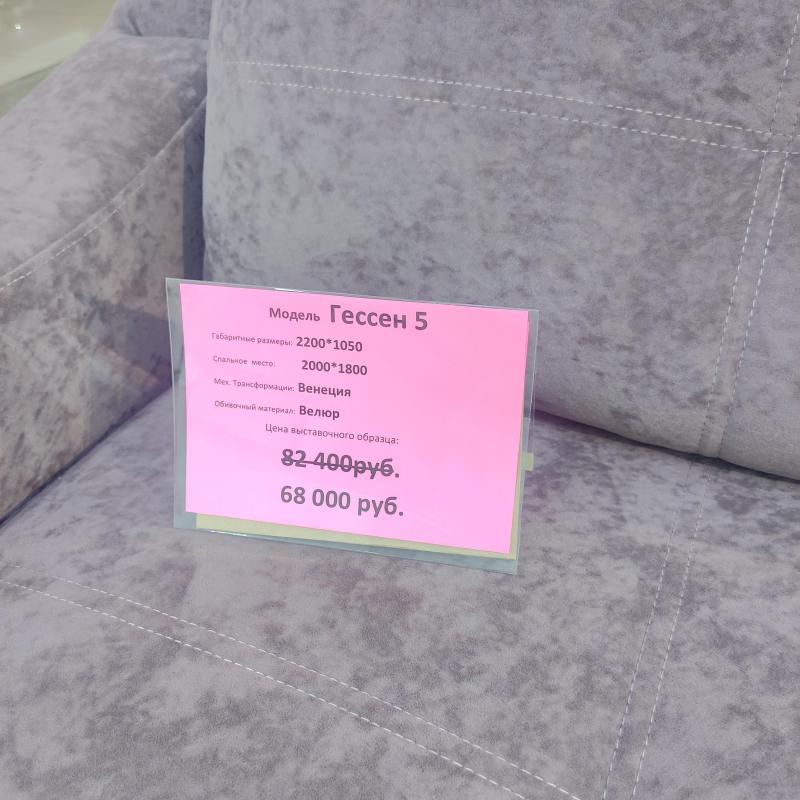 Модель Гессен 5
Габаритные размеры: 2200*1050
Спальное место: 2000*1800
Мех. Трансформации: Венеция
Обивочный материал: Велюр
Цена выставочного образца:
82 400руб.
68 000 руб.